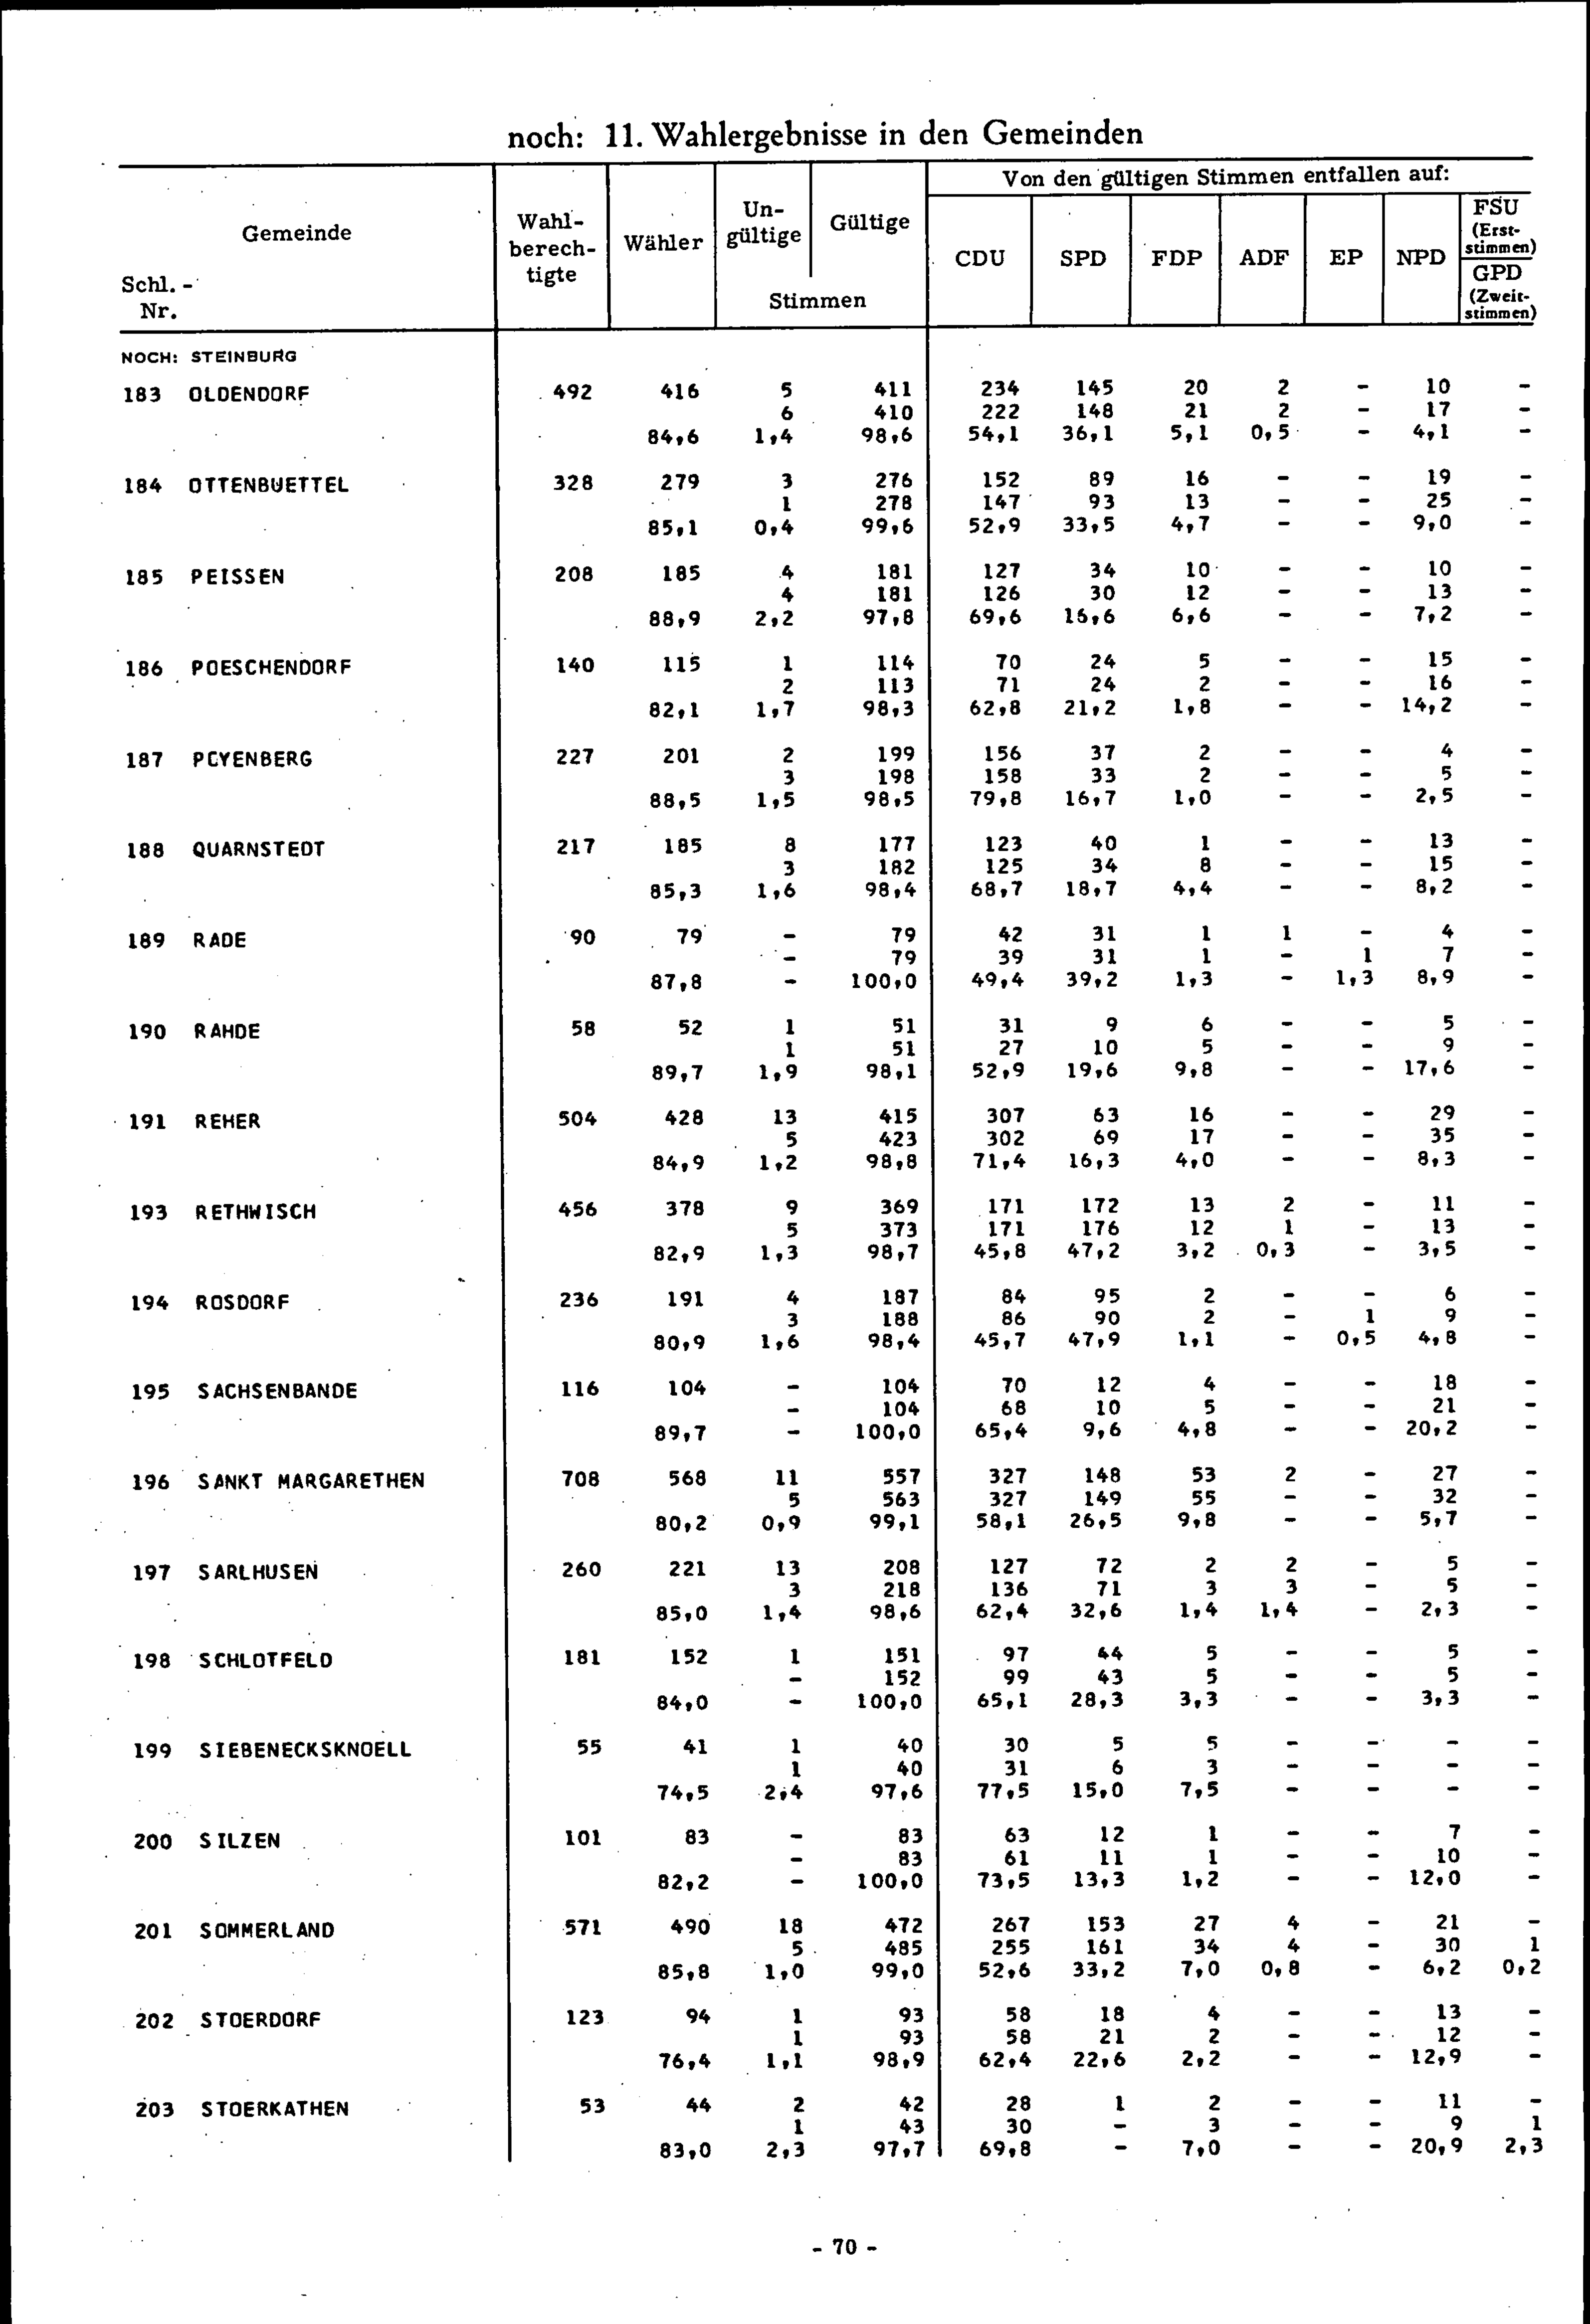 noch: 11. Wahlergebnisse in den Gemeinden
Gemeinde
Schl.-
Nr.
Wahl-
berech-
tigte
Wähler
Un-
gültige
Gültige
Stimmen
Von den gültigen Stimmen entfallen auf:
CDU SPD FDP ADF EP NPD
FSU
(Erst-
stimmen)
GPD
(Zweit-
stimmen)
NOCH: STEINBURG
183 OLDENDORF 492 416 5 411 234 145 20 2 - 10 -
6 410 222 148 21 2 - 17 -
84,6 1,4 98,6 54,1 36,1 5,1 0,5 - 4,1 -
184 OTTENBUETTEL 328 279 3 276 152 89 16 - - 19 -
1 278 147 93 13 - - 25 -
85,1 0,4 99,6 52,9 33,5 4,7 - - 9,0 -
185 PEISSEN 208 185 4 181 127 34 10 - - 10 -
4 181 126 30 12 - - 13 -
88,9 2,2 97,8 69,6 16,6 6,6 - - 7,2 -
186 POESCHENDORF 140 115 1 114 70 24 5 - - 15 -
2 113 71 24 2 - - 16 -
82,1 1,7 98,3 62,8 21,2 1,8 - - 14,2 -
187 POYENBERG 227 201 2 199 156 37 2 - - 4 -
3 198 158 33 2 - - 5 -
88,5 1,5 98,5 79,8 16,7 1,0 - - 2,5 -
188 QUARNSTEDT 217 185 8 177 123 40 1 - - 13 -
3 182 125 34 8 - - 15 -
85,3 1,6 98,4 68,7 18,7 4,4 - - 8,2 -
189 RADE 90 79 - 79 42 31 1 1 - 4 -
- 79 39 31 1 - 1 7 -
87,8 - 100,0 49,4 39,2 1,3 - 1,3 8,9 -
190 RAHDE 58 52 1 51 31 9 6 - - 5 -
1 51 27 10 5 - - 9 -
89,7 1,9 98,1 52,9 19,6 9,8 - - 17,6 -
191 REHER 504 428 13 415 307 63 16 - - 29 -
5 423 302 69 17 - - 35 -
84,9 1,2 98,8 71,4 16,3 4,0 - - 8,3 -
193 RETHWISCH 456 378 9 369 171 172 13 2 - 11 -
5 373 171 176 12 1 - 13 -
82,9 1,3 98,7 45,8 47,2 3,2 0,3 - 3,5 -
194 ROSDORF 236 191 4 187 84 95 2 - - 6 -
3 188 86 90 2 - 1 9 -
80,9 1,6 98,4 45,7 47,9 1,1 - 0,5 4,8 -
195 SACHSENBANDE 116 104 - 104 70 12 4 - - 18 -
- 104 68 10 5 - - 21 -
89,7 - 100,0 65,4 9,6 4,8 - - 20,2 -
196 SANKT MARGARETHEN 708 568 11 557 327 148 53 2 - 27 -
5 563 327 149 55 - - 32 -
80,2 0,9 99,1 58,1 26,5 9,8 - - 5,7 -
197 SARLHUSEN 260 221 13 208 127 72 2 2 - 5 -
3 218 136 71 3 3 - 5 -
85,0 1,4 98,6 62,4 32,6 1,4 1,4 - 2,3 -
198 SCHLOTFELD 181 152 1 151 97 44 5 - - 5 -
- 152 99 43 5 - - 5 -
84,0 - 100,0 65,1 28,3 3,3 - - 3,3 -
199 SIEBENECKSKNOELL 55 41 1 40 30 5 5 - - - -
1 40 31 6 3 - - - -
74,5 2,4 97,6 77,5 15,0 7,5 - - - -
200 SILZEN 101 83 - 83 63 12 1 - - 7 -
- 83 61 11 1 - - 10 -
82,2 - 100,0 73,5 13,3 1,2 - - 12,0 -
201 SOMMERLAND 571 490 18 472 267 153 27 4 - 21 -
5 485 255 161 34 4 - 30 1
85,8 1,0 99,0 52,6 33,2 7,0 0,8 - 6,2 0,2
202 STOERDORF 123 94 1 93 58 18 4 - - 13 -
1 93 58 21 2 - - 12 -
76,4 1,1 98,9 62,4 22,6 2,2 - - 12,9 -
203 STOERKATHEN 53 44 2 42 28 1 2 - - 11 -
1 43 30 - 3 - - 9 1
83,0 2,3 97,7 69,8 - 7,0 - - 20,9 2,3
- 70 -